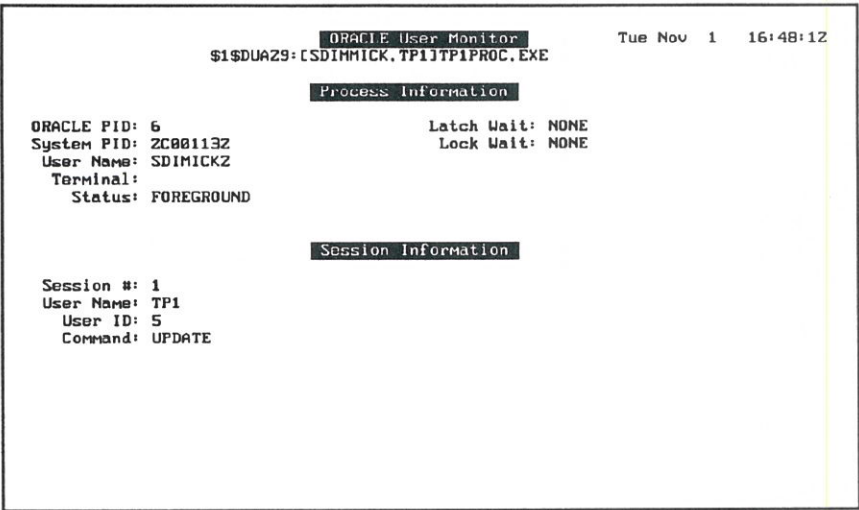 ORACLE User Monitor Tue Nov 1 16:48:12
$1$DUA29:[SDIMMICK.TP1]TP1PROC.EXE
Process Information
ORACLE PID: 6 Latch Wait: NONE
System PID: 2C001132 Lock Wait: NONE
User Name: SDIMICK2
Terminal:
Status: FOREGROUND
Session Information
Session #: 1
User Name: TP1
User ID: 5
Command: UPDATE